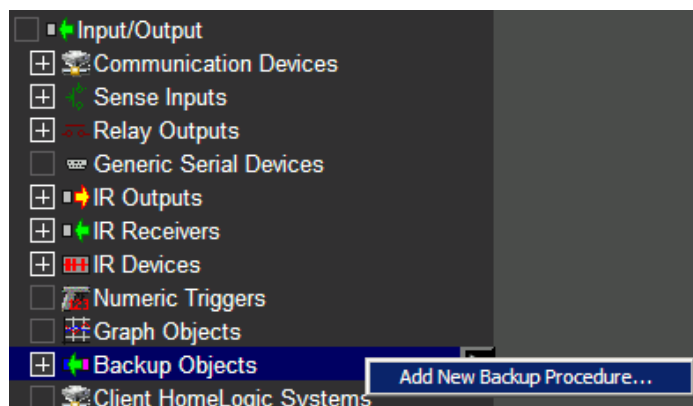 Input/Output
Communication Devices
Sense Inputs
Relay Outputs
Generic Serial Devices
IR Outputs
IR Receivers
IR Devices
Numeric Triggers
Graph Objects
Backup Objects
Add New Backup Procedure...
Client HomeLogic Systems